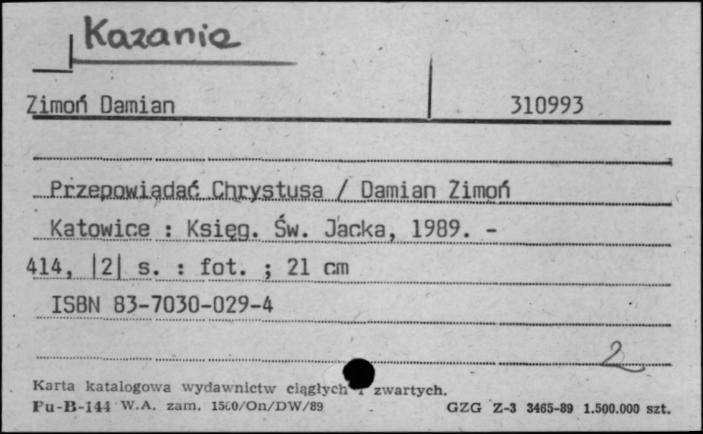 Kazanie
Zimoń Damian 310993
Przepowiadać Chrystusa / Damian Zimoń
Katowice : Księg. Św. Jacka, 1989. -
414, |2| s. : fot. ; 21 cm
ISBN 83-7030-029-4
2
Karta katalogowa wydawnictw ciągłych i zwartych.
Pu-B-144 W.A. zam. 1500/On/DW/89 GZG Z-3 3465-89 1.500.000 szt.